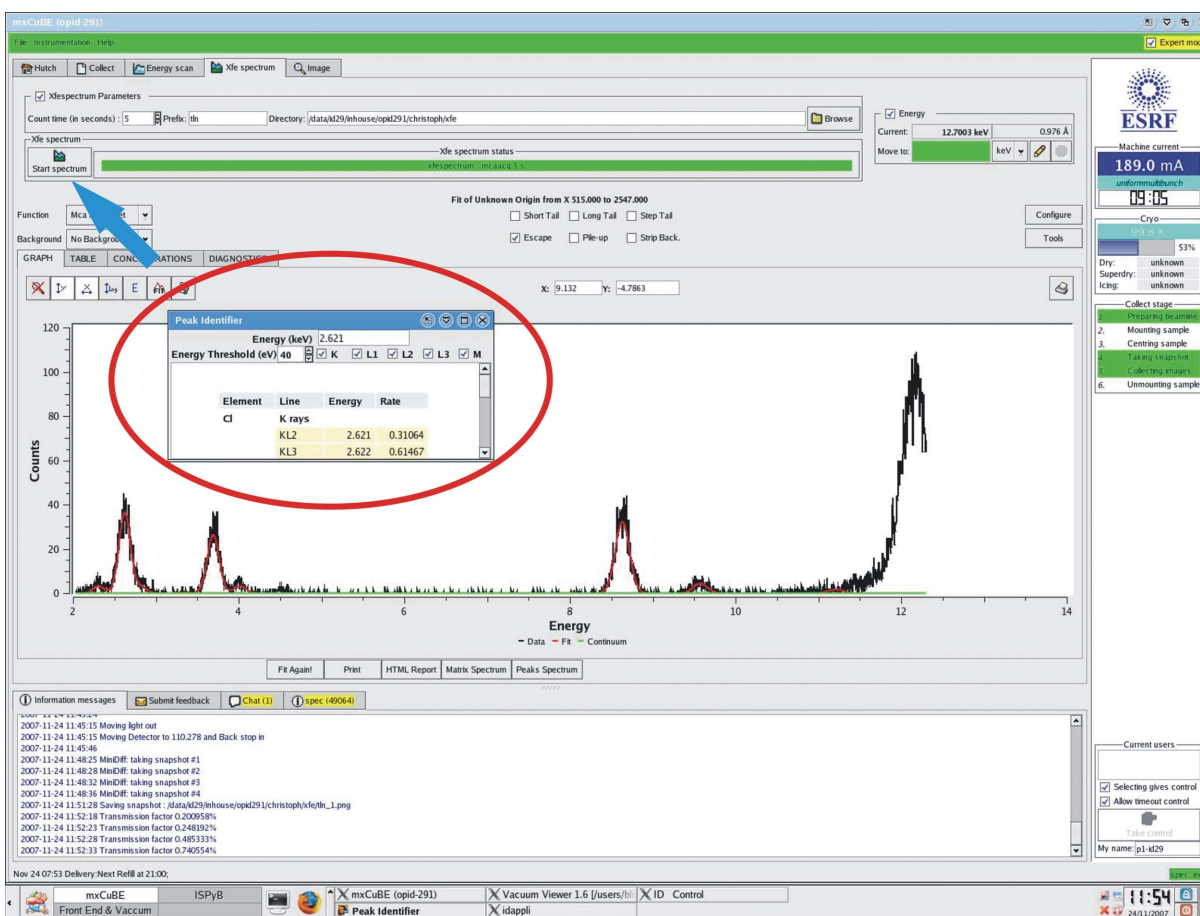 mxCuBE (opid-291)
File Instrumentation Help
Expert mod
Hutch Collect Energy scan Xfe spectrum Image
Xfespectrum Parameters
Count time (in seconds) : 5 Prefix: tln Directory: /data/id29/inhouse/opid291/christoph/xfe Browse
Xfe spectrum
Start spectrum
Xfe spectrum status
xfespectrum - mcaacq 5 s
Energy
Current: 12.7003 keV 0.976 Å
Move to: keV
ESRF
Machine current
189.0 mA
uniformmultibunch
09:05
Cryo
99.8 K
53%
Dry: unknown
Superdry: unknown
Icing: unknown
Collect stage
1. Preparing beamline
2. Mounting sample
3. Centring sample
4. Taking snapshot
5. Collecting images
6. Unmounting sample
Fit of Unknown Origin from X 515.000 to 2547.000
Function Mca
Short Tail Long Tail Step Tail
Configure
Background No Backgro
Escape Pile-up Strip Back.
Tools
GRAPH TABLE CONC RATIONS DIAGNOST
X: 9.132 Y: -4.7863
Peak Identifier
Energy (keV) 2.621
Energy Threshold (eV) 40 K L1 L2 L3 M
Element Line Energy Rate
Cl K rays
KL2 2.621 0.31064
KL3 2.622 0.61467
120
100
80
60
40
20
0
Counts
2 4 6 8 10 12 14
Energy
Data Fit Continuum
Fit Again! Print HTML Report Matrix Spectrum Peaks Spectrum
Information messages Submit feedback Chat (1) spec (49064)
2007-11-24 11:45:15 Moving light out
2007-11-24 11:45:15 Moving Detector to 110.278 and Back stop in
2007-11-24 11:45:46
2007-11-24 11:48:25 MiniDiff: taking snapshot #1
2007-11-24 11:48:28 MiniDiff: taking snapshot #2
2007-11-24 11:48:32 MiniDiff: taking snapshot #3
2007-11-24 11:48:36 MiniDiff: taking snapshot #4
2007-11-24 11:51:28 Saving snapshot : /data/id29/inhouse/opid291/christoph/xfe/tln_1.png
2007-11-24 11:52:18 Transmission factor 0.200958%
2007-11-24 11:52:23 Transmission factor 0.248192%
2007-11-24 11:52:28 Transmission factor 0.485333%
2007-11-24 11:52:33 Transmission factor 0.740554%
Current users
Selecting gives control
Allow timeout control
Take control
My name: p1-id29
Nov 24 07:53 Delivery:Next Refill at 21:00;
spec_ex
mxCuBE ISPyB
Front End & Vaccum
mxCuBE (opid-291) Vacuum Viewer 1.6 [/users/bli ID Control
Peak Identifier idappli
11:54
24/11/2007